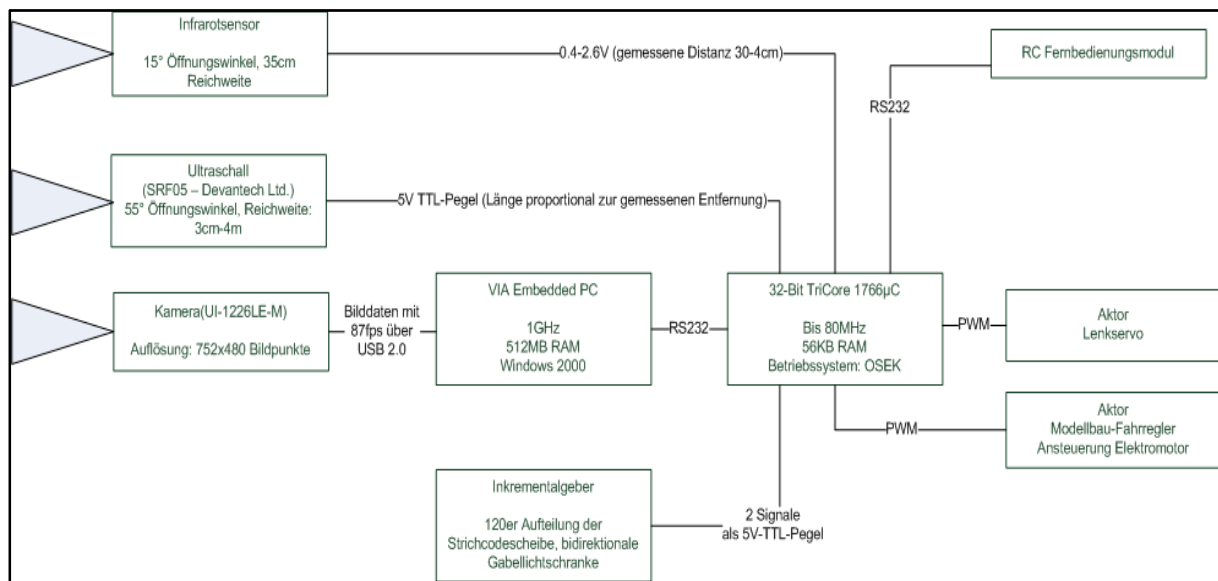 Infrarotsensor
15° Öffnungswinkel, 35cm
Reichweite
0.4-2.6V (gemessene Distanz 30-4cm)
RC Fernbedienungsmodul
RS232
Ultraschall
(SRF05 – Devantech Ltd.)
55° Öffnungswinkel, Reichweite:
3cm-4m
5V TTL-Pegel (Länge proportional zur gemessenen Entfernung)
Kamera(UI-1226LE-M)
Auflösung: 752x480 Bildpunkte
Bilddaten mit
87fps über
USB 2.0
VIA Embedded PC
1GHz
512MB RAM
Windows 2000
RS232
32-Bit TriCore 1766µC
Bis 80MHz
56KB RAM
Betriebssystem: OSEK
PWM
Aktor
Lenkservo
PWM
Aktor
Modellbau-Fahrregler
Ansteuerung Elektromotor
Inkrementalgeber
120er Aufteilung der
Strichcodescheibe, bidirektionale
Gabellichtschranke
2 Signale
als 5V-TTL-Pegel